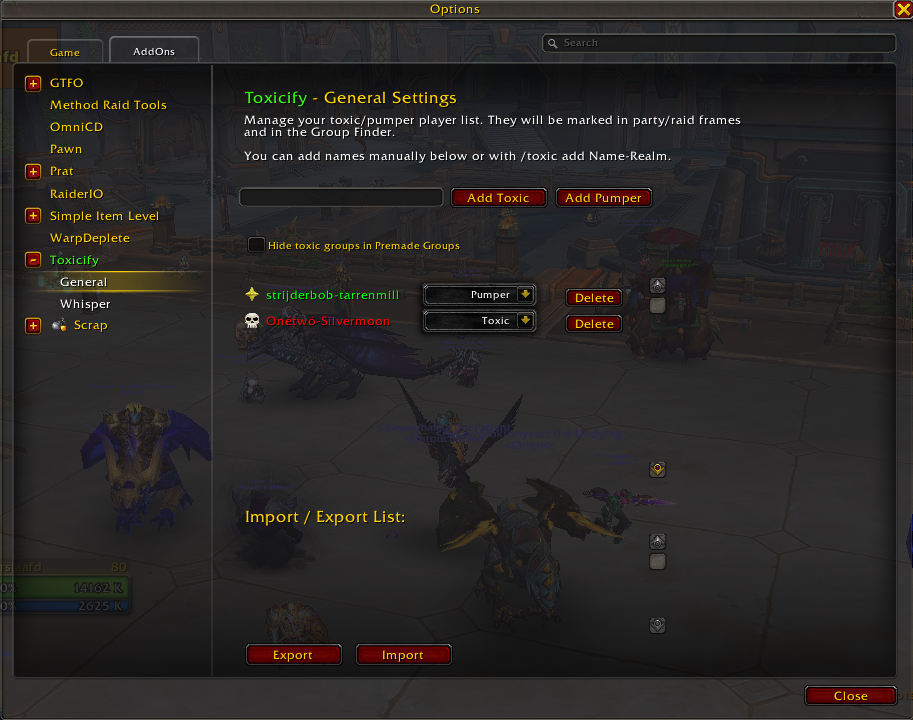 Options
Game
AddOns
Search
GTFO
Method Raid Tools
OmniCD
Pawn
Prat
RaiderIO
Simple Item Level
WarpDeplete
Toxicify
General
Whisper
Scrap
Toxicify - General Settings
Manage your toxic/pumper player list. They will be marked in party/raid frames
and in the Group Finder.
You can add names manually below or with /toxic add Name-Realm.
Add Toxic
Add Pumper
Hide toxic groups in Premade Groups
strijderbob-tarrenmill
Pumper
Delete
Onetwo-Silvermoon
Toxic
Delete
Import / Export List:
80
14162 K
2625 K
Export
Import
Close